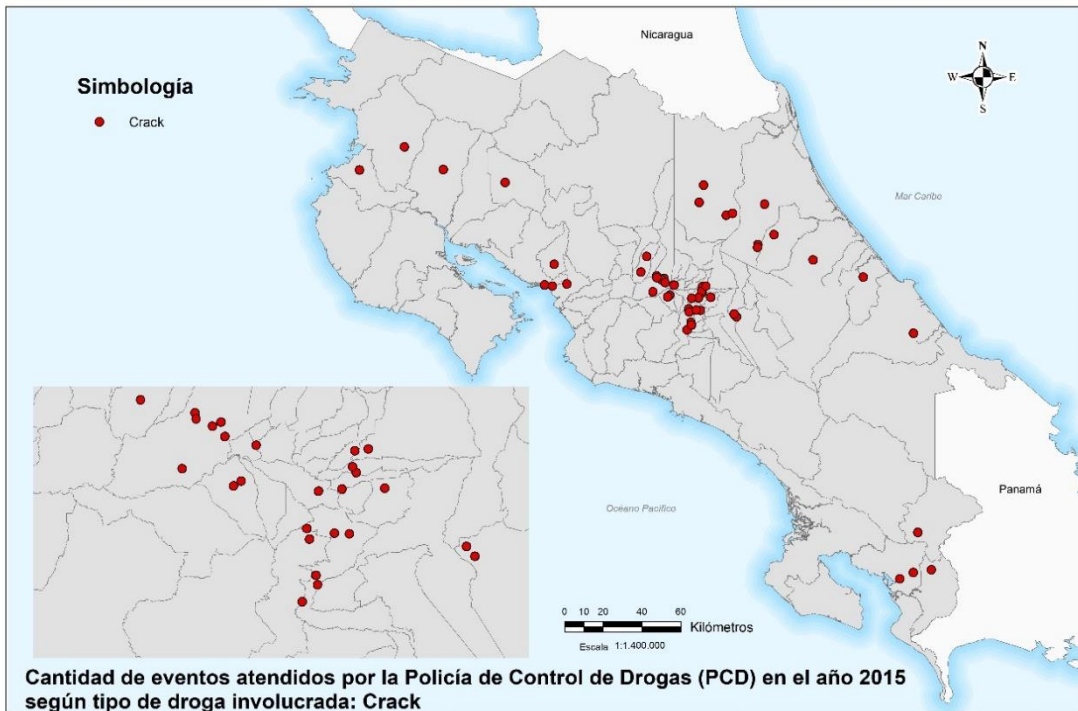 Nicaragua
N
W
E
S
Simbología
Crack
Mar Caribe
Panamá
Océano Pacífico
0 10 20 40 60
Kilómetros
Escala 1:1.400.000
Cantidad de eventos atendidos por la Policía de Control de Drogas (PCD) en el año 2015
según tipo de droga involucrada: Crack